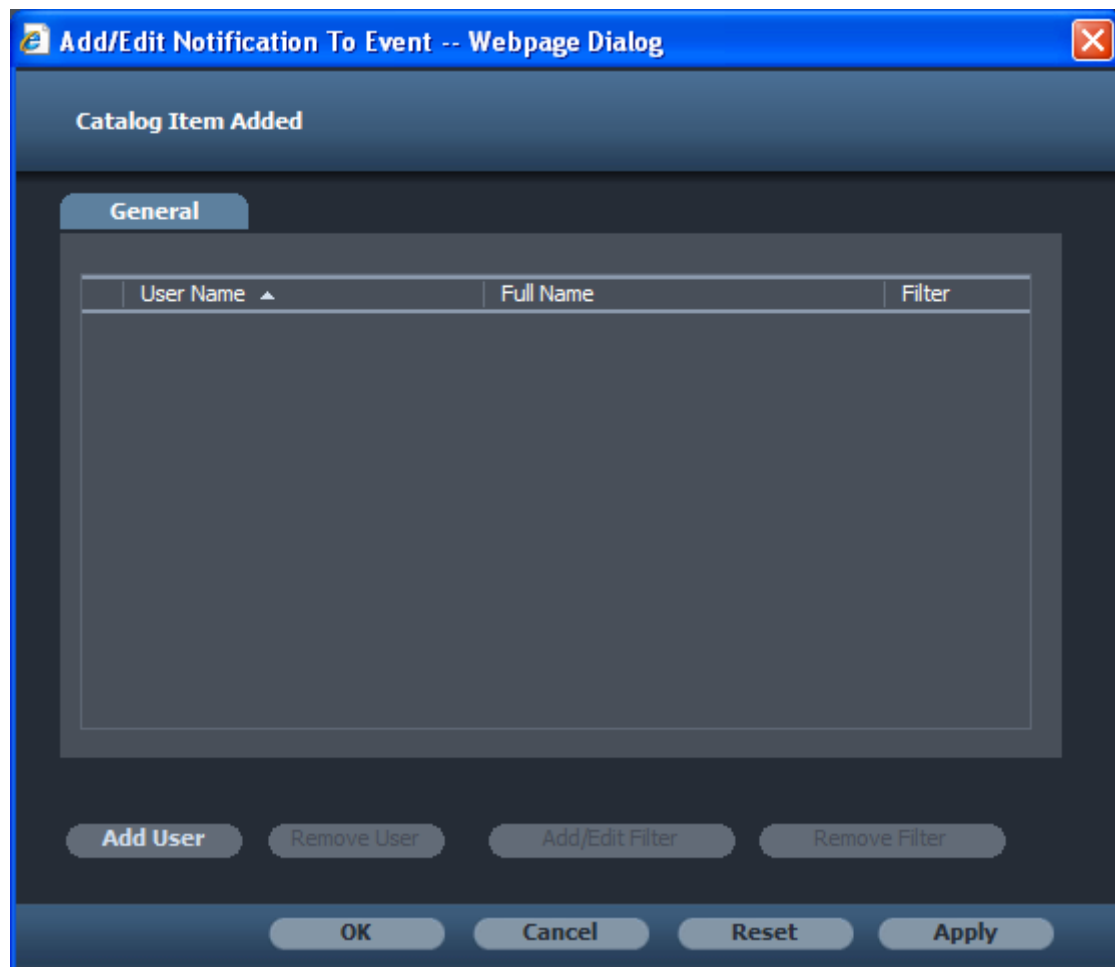 Add/Edit Notification To Event -- Webpage Dialog
Catalog Item Added
General
User Name Full Name Filter
Add User Remove User Add/Edit Filter Remove Filter
OK Cancel Reset Apply